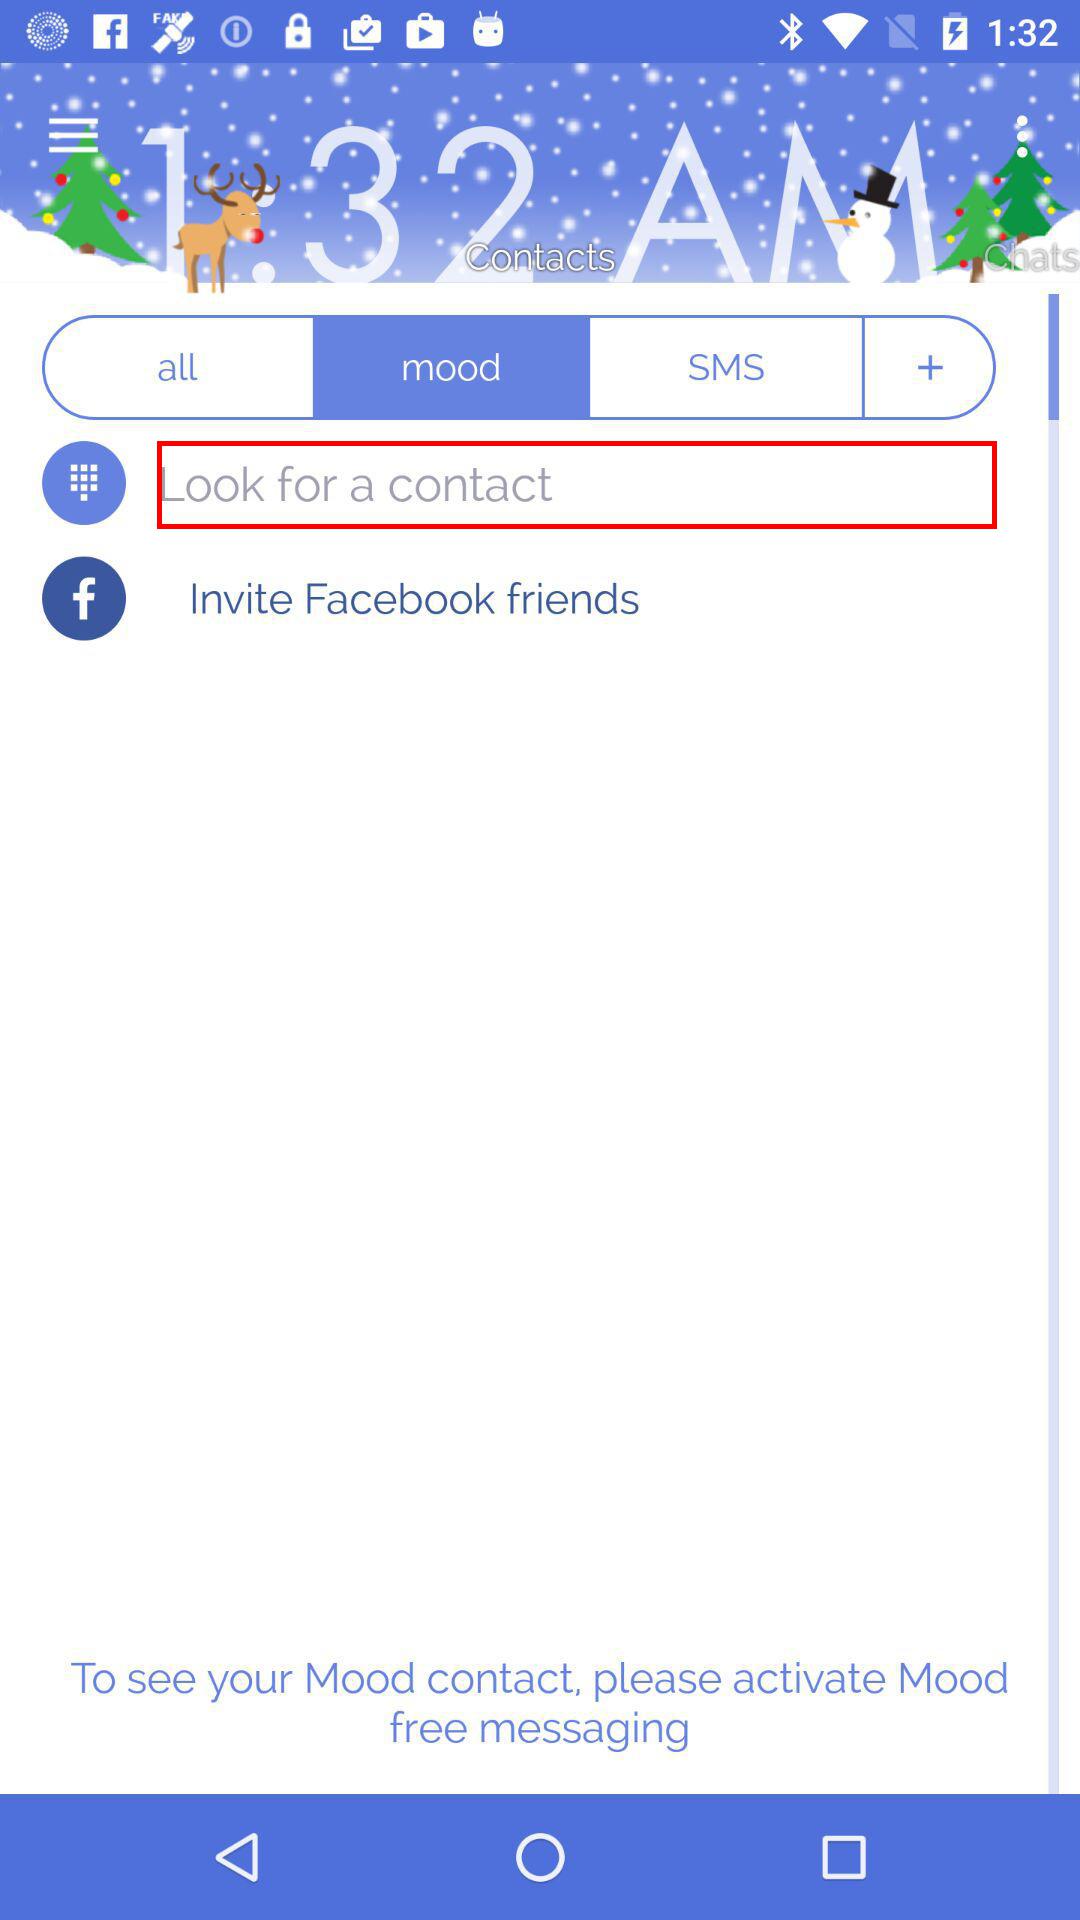 FAKE
1:32
1:32 AM
Contacts
Chats
all
mood
SMS
+
Look for a contact
Invite Facebook friends
To see your Mood contact, please activate Mood
free messaging